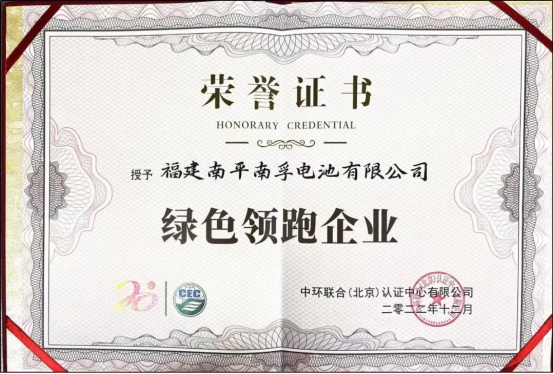 荣誉证书
HONORARY CREDENTIAL
授予 福建南平南孚电池有限公司
绿色领跑企业
CEC
中环联合(北京)认证中心有限公司
二零二三年十二月